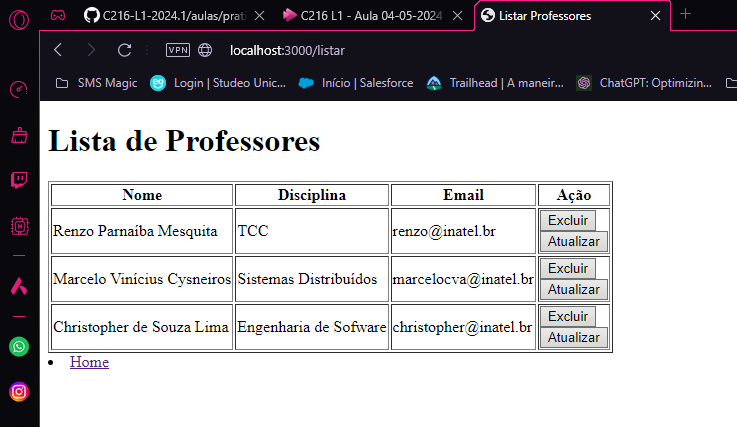 C216-L1-2024.1/aulas/prat
C216 L1 - Aula 04-05-2024
Listar Professores
VPN
localhost:3000/listar
SMS Magic
Login | Studeo Unic...
Início | Salesforce
Trailhead | A maneir...
ChatGPT: Optimizin...
Lista de Professores
Nome Disciplina Email Ação
Renzo Parnaíba Mesquita TCC renzo@inatel.br Excluir
Atualizar
Marcelo Vinícius Cysneiros Sistemas Distribuídos marcelocva@inatel.br Excluir
Atualizar
Christopher de Souza Lima Engenharia de Sofware christopher@inatel.br Excluir
Atualizar
Home